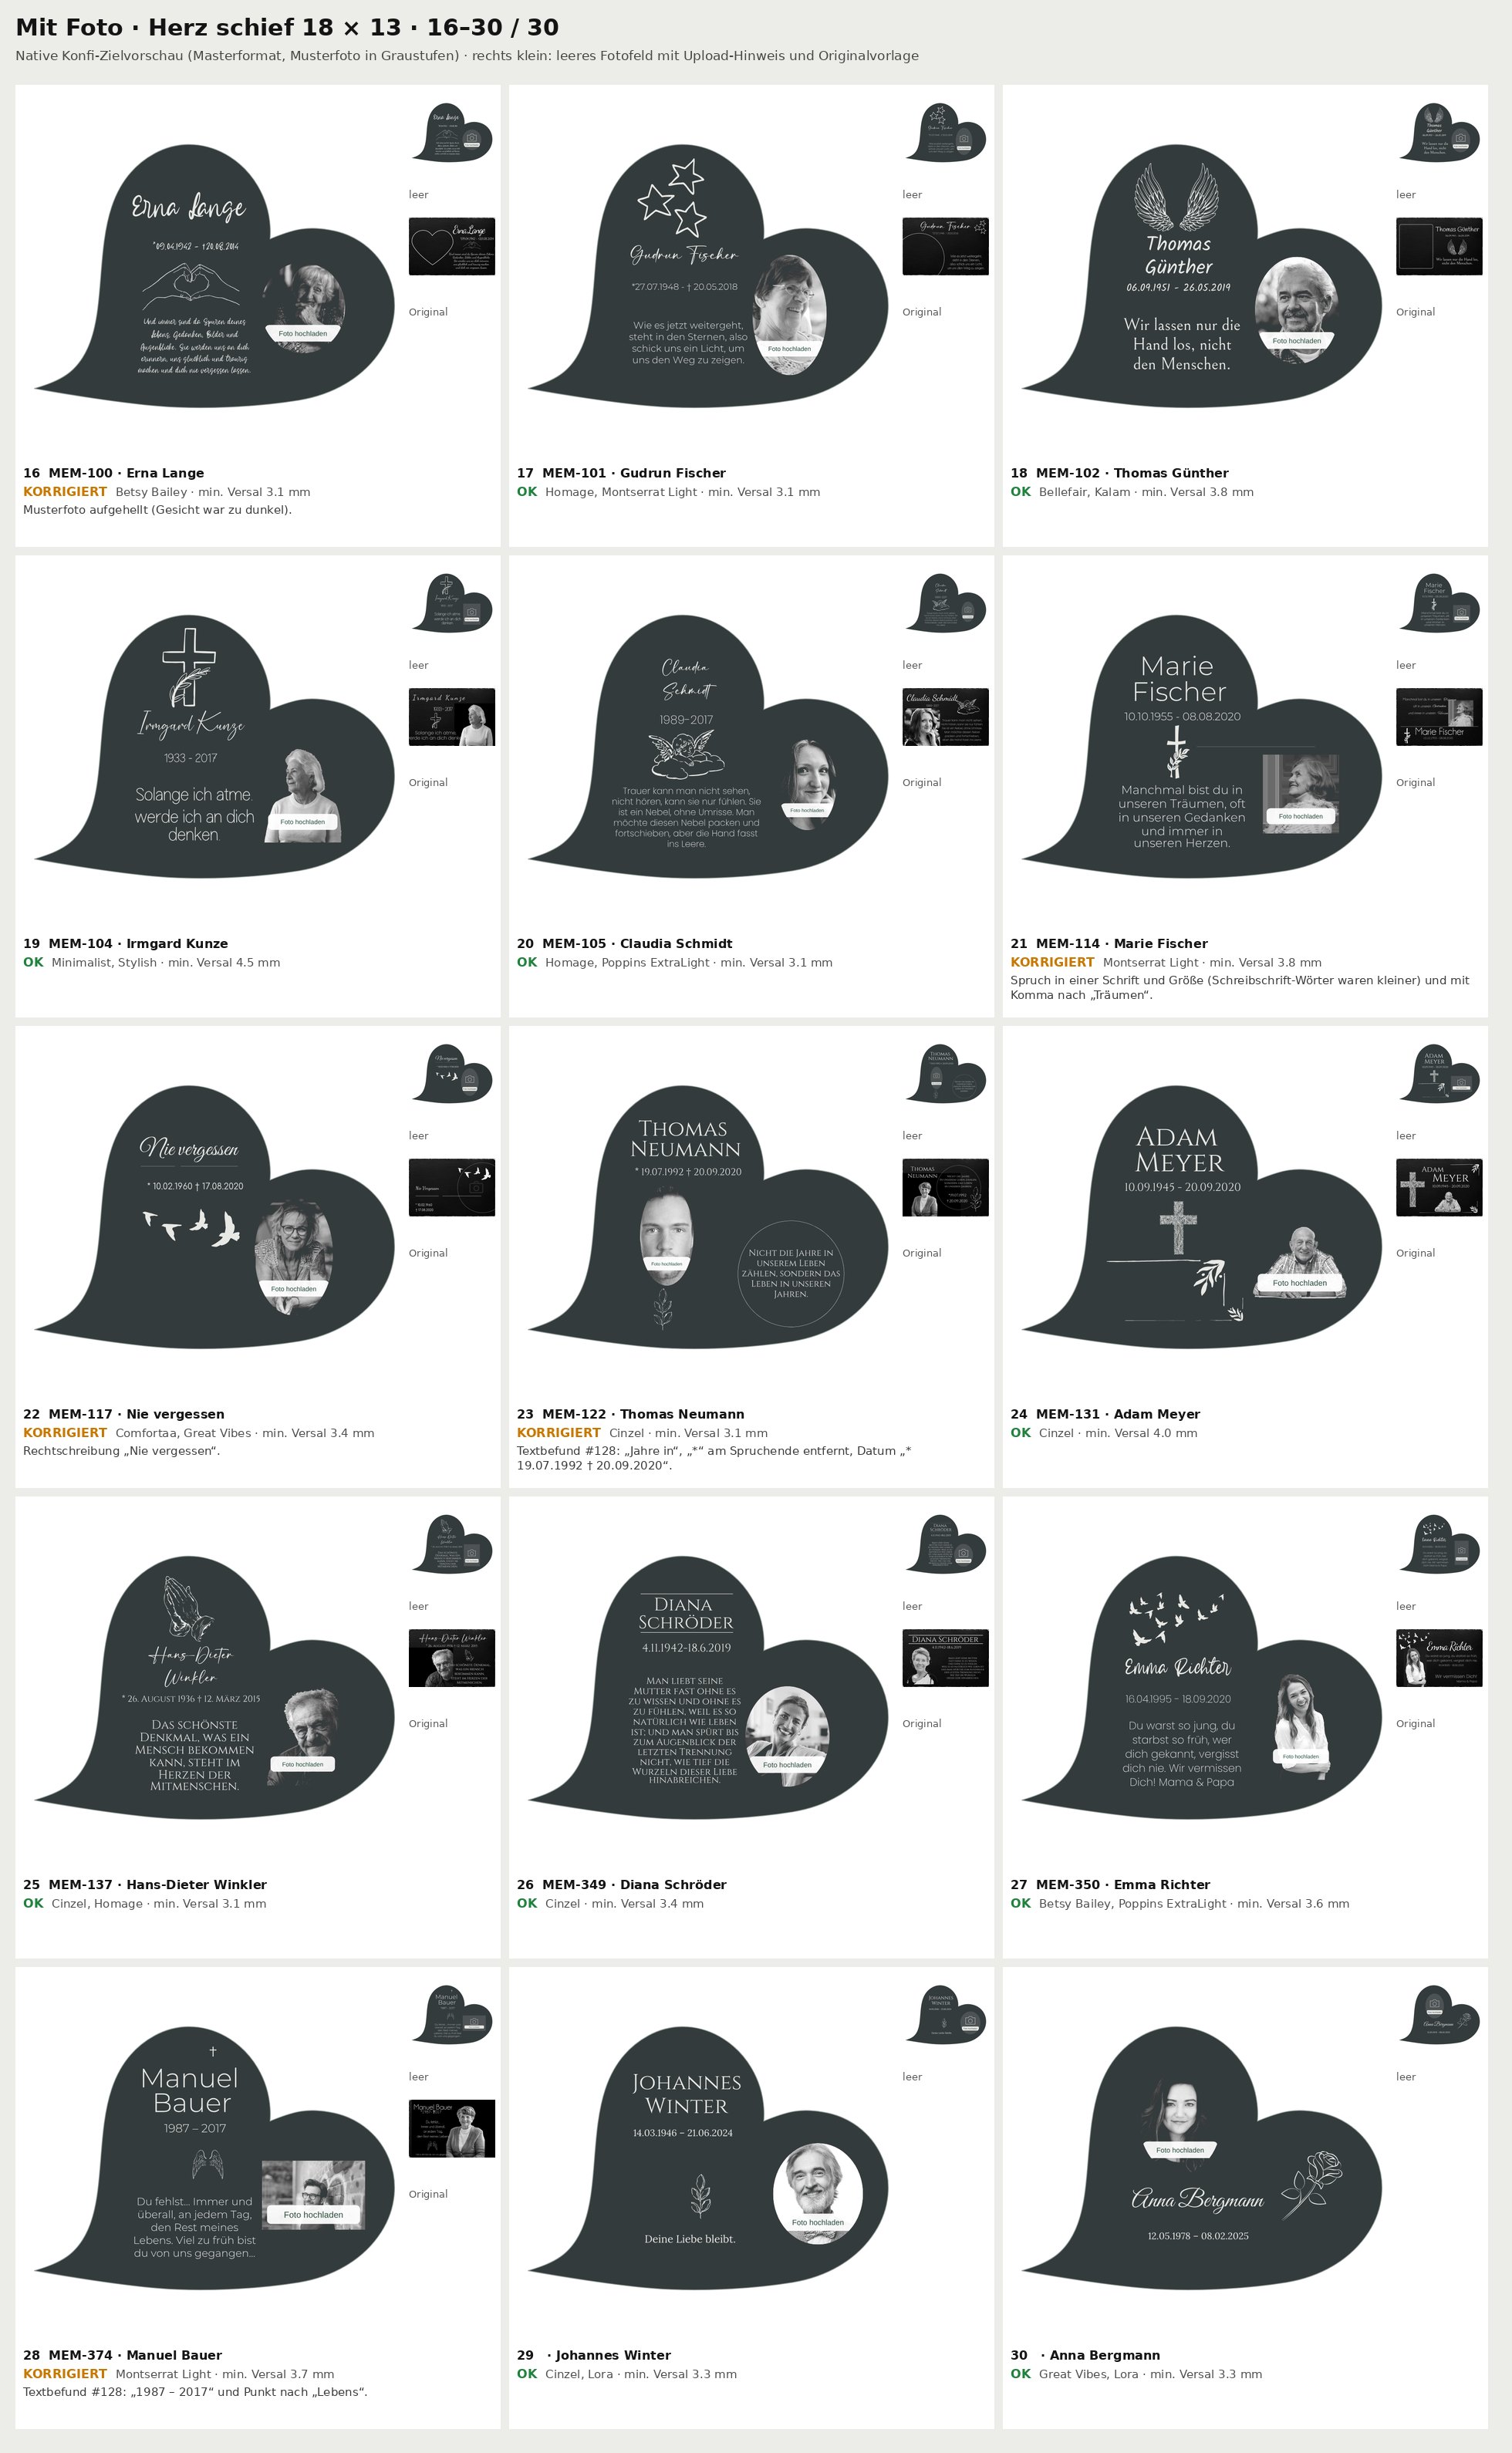 Mit Foto · Herz schief 18 × 13 · 16–30 / 30
Native Konfi-Zielvorschau (Masterformat, Musterfoto in Graustufen) · rechts klein: leeres Fotofeld mit Upload-Hinweis und Originalvorlage
Erna Lange
*09.04.1942 - †20.08.2014
Und immer sind da Spuren deines
Lebens, Gedanken, Bilder und
Augenblicke. Sie werden uns an dich
erinnern, uns glücklich und traurig
machen und dich nie vergessen lassen.
Foto hochladen
leer
Original
16 MEM-100 · Erna Lange
KORRIGIERT Betsy Bailey · min. Versal 3.1 mm
Musterfoto aufgehellt (Gesicht war zu dunkel).
Gudrun Fischer
*27.07.1948 - † 20.05.2018
Wie es jetzt weitergeht,
steht in den Sternen, also
schick uns ein Licht, um
uns den Weg zu zeigen.
Foto hochladen
leer
Gudrun Fischer
Original
17 MEM-101 · Gudrun Fischer
OK Homage, Montserrat Light · min. Versal 3.1 mm
Thomas
Günther
06.09.1951 - 26.05.2019
Wir lassen nur die
Hand los, nicht
den Menschen.
Foto hochladen
leer
Thomas Günther
Original
18 MEM-102 · Thomas Günther
OK Bellefair, Kalam · min. Versal 3.8 mm
Irmgard Kunze
1933 - 2017
Solange ich atme.
werde ich an dich
denken.
Foto hochladen
leer
Irmgard Kunze
Original
19 MEM-104 · Irmgard Kunze
OK Minimalist, Stylish · min. Versal 4.5 mm
Claudia
Schmidt
1989-2017
Trauer kann man nicht sehen,
nicht hören, kann sie nur fühlen. Sie
ist ein Nebel, ohne Umrisse. Man
möchte diesen Nebel packen und
fortschieben, aber die Hand fasst
ins Leere.
Foto hochladen
leer
Claudia Schmidt
Original
20 MEM-105 · Claudia Schmidt
OK Homage, Poppins ExtraLight · min. Versal 3.1 mm
Marie
Fischer
10.10.1955 - 08.08.2020
Manchmal bist du in
unseren Träumen, oft
in unseren Gedanken
und immer in
unseren Herzen.
Foto hochladen
leer
Marie Fischer
Original
21 MEM-114 · Marie Fischer
KORRIGIERT Montserrat Light · min. Versal 3.8 mm
Spruch in einer Schrift und Größe (Schreibschrift-Wörter waren kleiner) und mit
Komma nach „Träumen“.
Nie vergessen
* 10.02.1960 † 17.08.2020
Foto hochladen
leer
Original
22 MEM-117 · Nie vergessen
KORRIGIERT Comfortaa, Great Vibes · min. Versal 3.4 mm
Rechtschreibung „Nie vergessen“.
Thomas
Neumann
* 19.07.1992 † 20.09.2020
Foto hochladen
Nicht die Jahre in
unserem Leben
zählen, sondern das
Leben in unseren
Jahren.
leer
Thomas
Neumann
Original
23 MEM-122 · Thomas Neumann
KORRIGIERT Cinzel · min. Versal 3.1 mm
Textbefund #128: „Jahre in“, „*“ am Spruchende entfernt, Datum „*
19.07.1992 † 20.09.2020“.
Adam
Meyer
10.09.1945 - 20.09.2020
Foto hochladen
leer
Adam
Meyer
Original
24 MEM-131 · Adam Meyer
OK Cinzel · min. Versal 4.0 mm
Hans-Dieter
Winkler
* 26. August 1936 † 12. März 2015
Das schönste
Denkmal, was ein
Mensch bekommen
kann, steht im
Herzen der
Mitmenschen.
Foto hochladen
leer
Hans-Dieter Winkler
Original
25 MEM-137 · Hans-Dieter Winkler
OK Cinzel, Homage · min. Versal 3.1 mm
Diana
Schröder
4.11.1942-18.6.2019
Man liebt seine
Mutter fast ohne es
zu wissen und ohne es
zu fühlen, weil es so
natürlich wie Leben
ist; und man spürt bis
zum Augenblick der
letzten Trennung
nicht, wie tief die
Wurzeln dieser Liebe
hinabreichen.
Foto hochladen
leer
Diana Schröder
Original
26 MEM-349 · Diana Schröder
OK Cinzel · min. Versal 3.4 mm
Emma Richter
16.04.1995 - 18.09.2020
Du warst so jung, du
starbst so früh, wer
dich gekannt, vergisst
dich nie. Wir vermissen
Dich! Mama & Papa
Foto hochladen
leer
Emma Richter
Original
27 MEM-350 · Emma Richter
OK Betsy Bailey, Poppins ExtraLight · min. Versal 3.6 mm
†
Manuel
Bauer
1987 – 2017
Du fehlst... Immer und
überall, an jedem Tag,
den Rest meines
Lebens. Viel zu früh bist
du von uns gegangen...
Foto hochladen
leer
Manuel Bauer
Original
28 MEM-374 · Manuel Bauer
KORRIGIERT Montserrat Light · min. Versal 3.7 mm
Textbefund #128: „1987 – 2017“ und Punkt nach „Lebens“.
Johannes
Winter
14.03.1946 – 21.06.2024
Deine Liebe bleibt.
Foto hochladen
leer
29 · Johannes Winter
OK Cinzel, Lora · min. Versal 3.3 mm
Foto hochladen
Anna Bergmann
12.05.1978 – 08.02.2025
leer
30 · Anna Bergmann
OK Great Vibes, Lora · min. Versal 3.3 mm